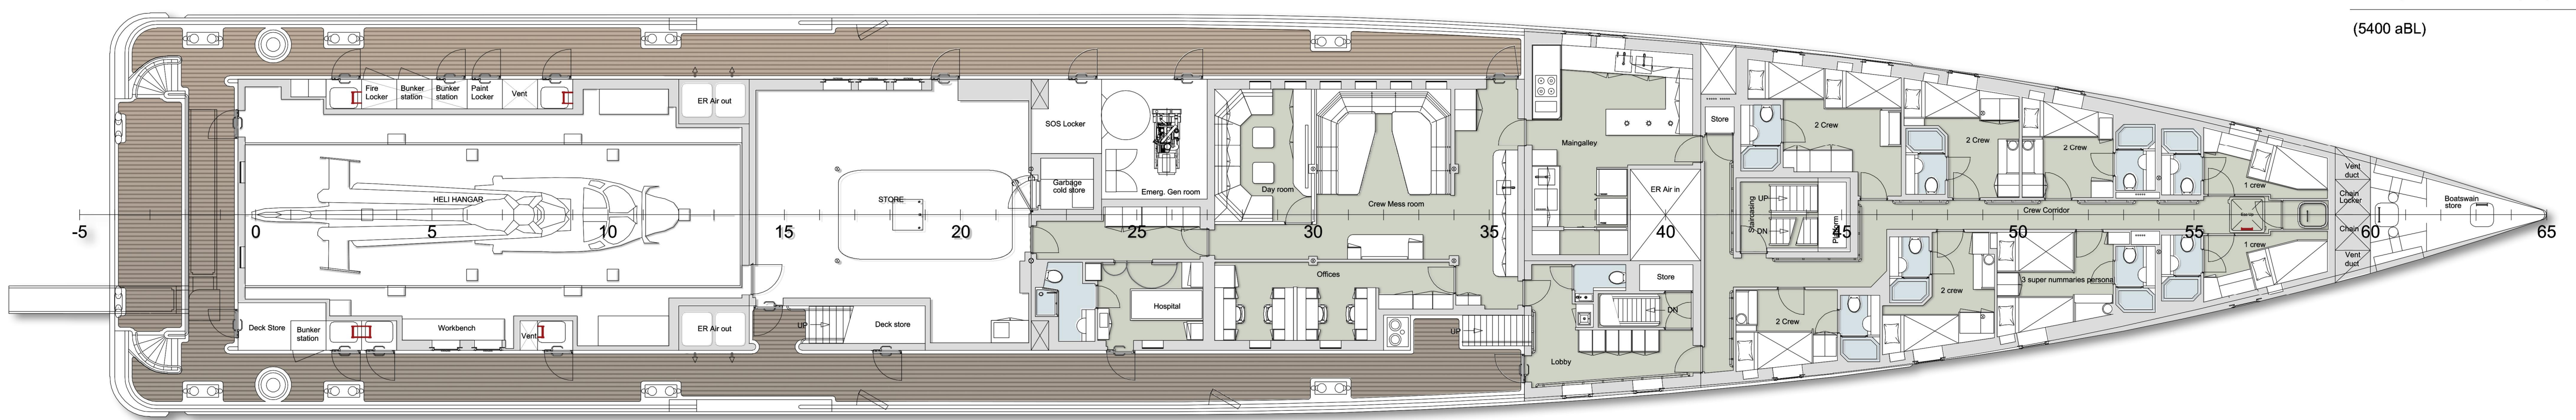 (5400 aBL)
Fire
Locker
Bunker
station
Bunker
station
Paint
Locker
Vent
ER Air out
SOS Locker
Garbage
cold store
Emerg. Gen room
Day room
Crew Mess room
Maingalley
Store
ER Air in
2 Crew
2 Crew
2 Crew
1 crew
Vent
duct
Chain
Locker
Boatswain
store
HELI HANGAR
STORE
Staircasing
UP
DN
Platform
Crew Corridor
-5
0
5
10
15
20
25
30
35
40
45
50
55
60
65
Chain
Vent
duct
1 crew
3 super nummaries personal
2 crew
2 Crew
Store
DN
Offices
Hospital
Lobby
UP
Deck store
UP
ER Air out
Vent
Workbench
Bunker
station
Deck Store